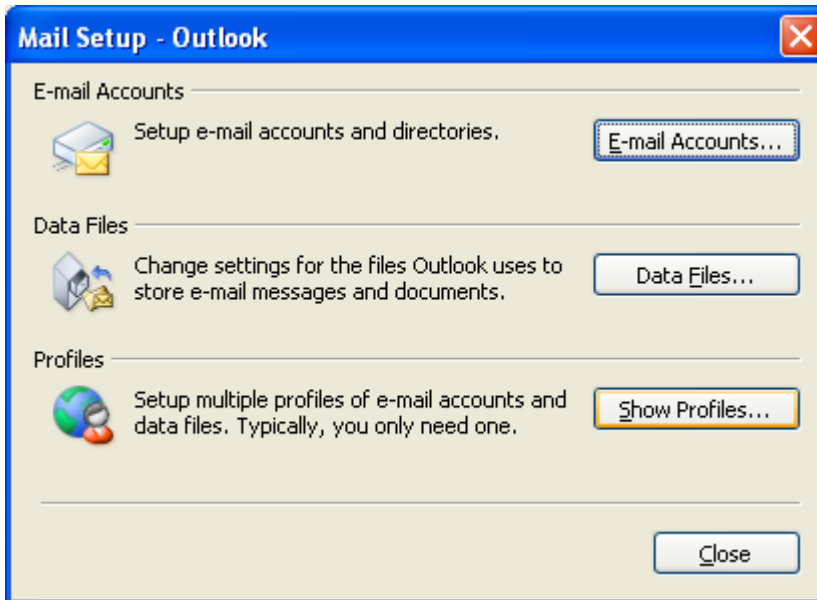 Mail Setup - Outlook
E-mail Accounts
Setup e-mail accounts and directories.
E-mail Accounts...
Data Files
Change settings for the files Outlook uses to
store e-mail messages and documents.
Data Files...
Profiles
Setup multiple profiles of e-mail accounts and
data files. Typically, you only need one.
Show Profiles...
Close